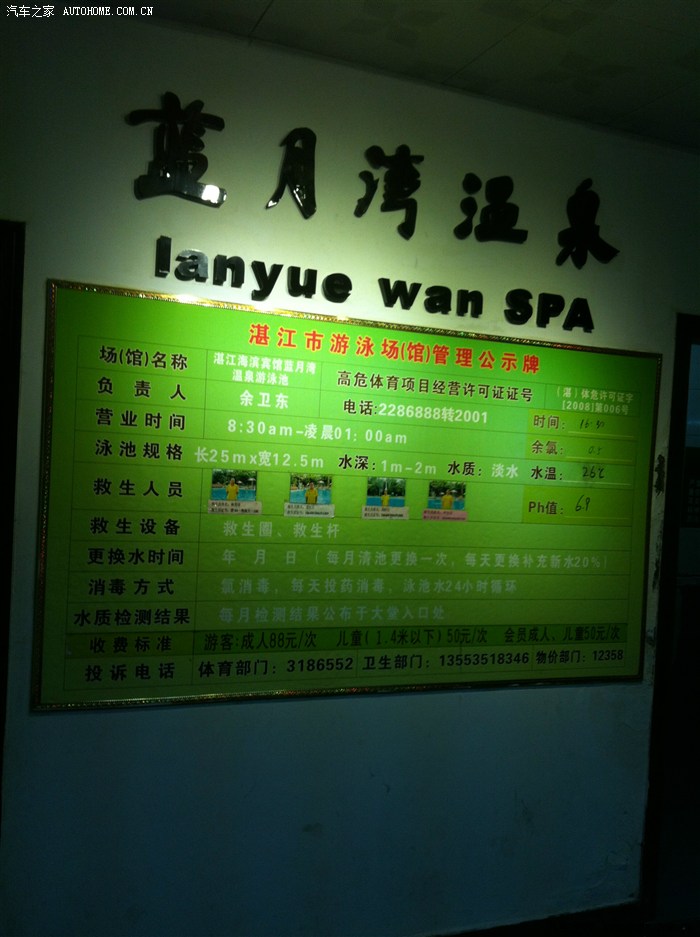 汽车之家 AUTOHOME.COM.CN
蓝月湾温泉
lanyue wan SPA
湛江市游泳场(馆)管理公示牌
场(馆)名称 湛江海滨宾馆蓝月湾温泉游泳池 高危体育项目经营许可证证号 (湛)体危许可证字[2008]第006号
负责人 余卫东 电话:2286888转2001
营业时间 8:30am-凌晨01:00am 时间: 16:30
余氯: 0.5
泳池规格 长25mx宽12.5m 水深:1m-2m 水质: 淡水 水温: 26℃
救生人员 Ph值: 6.8
救生设备 救生圈、救生杆
更换水时间 年 月 日 (每月清池更换一次,每天更换补充新水20%)
消毒方式 氯消毒,每天投药消毒、泳池水24小时循环
水质检测结果 每月检测结果公布于大堂入口处
收费标准 游客:成人88元/次 儿童(1.4米以下)50元/次 会员成人、儿童50元/次
投诉电话 体育部门: 3186552 卫生部门: 13553518346 物价部门: 12358